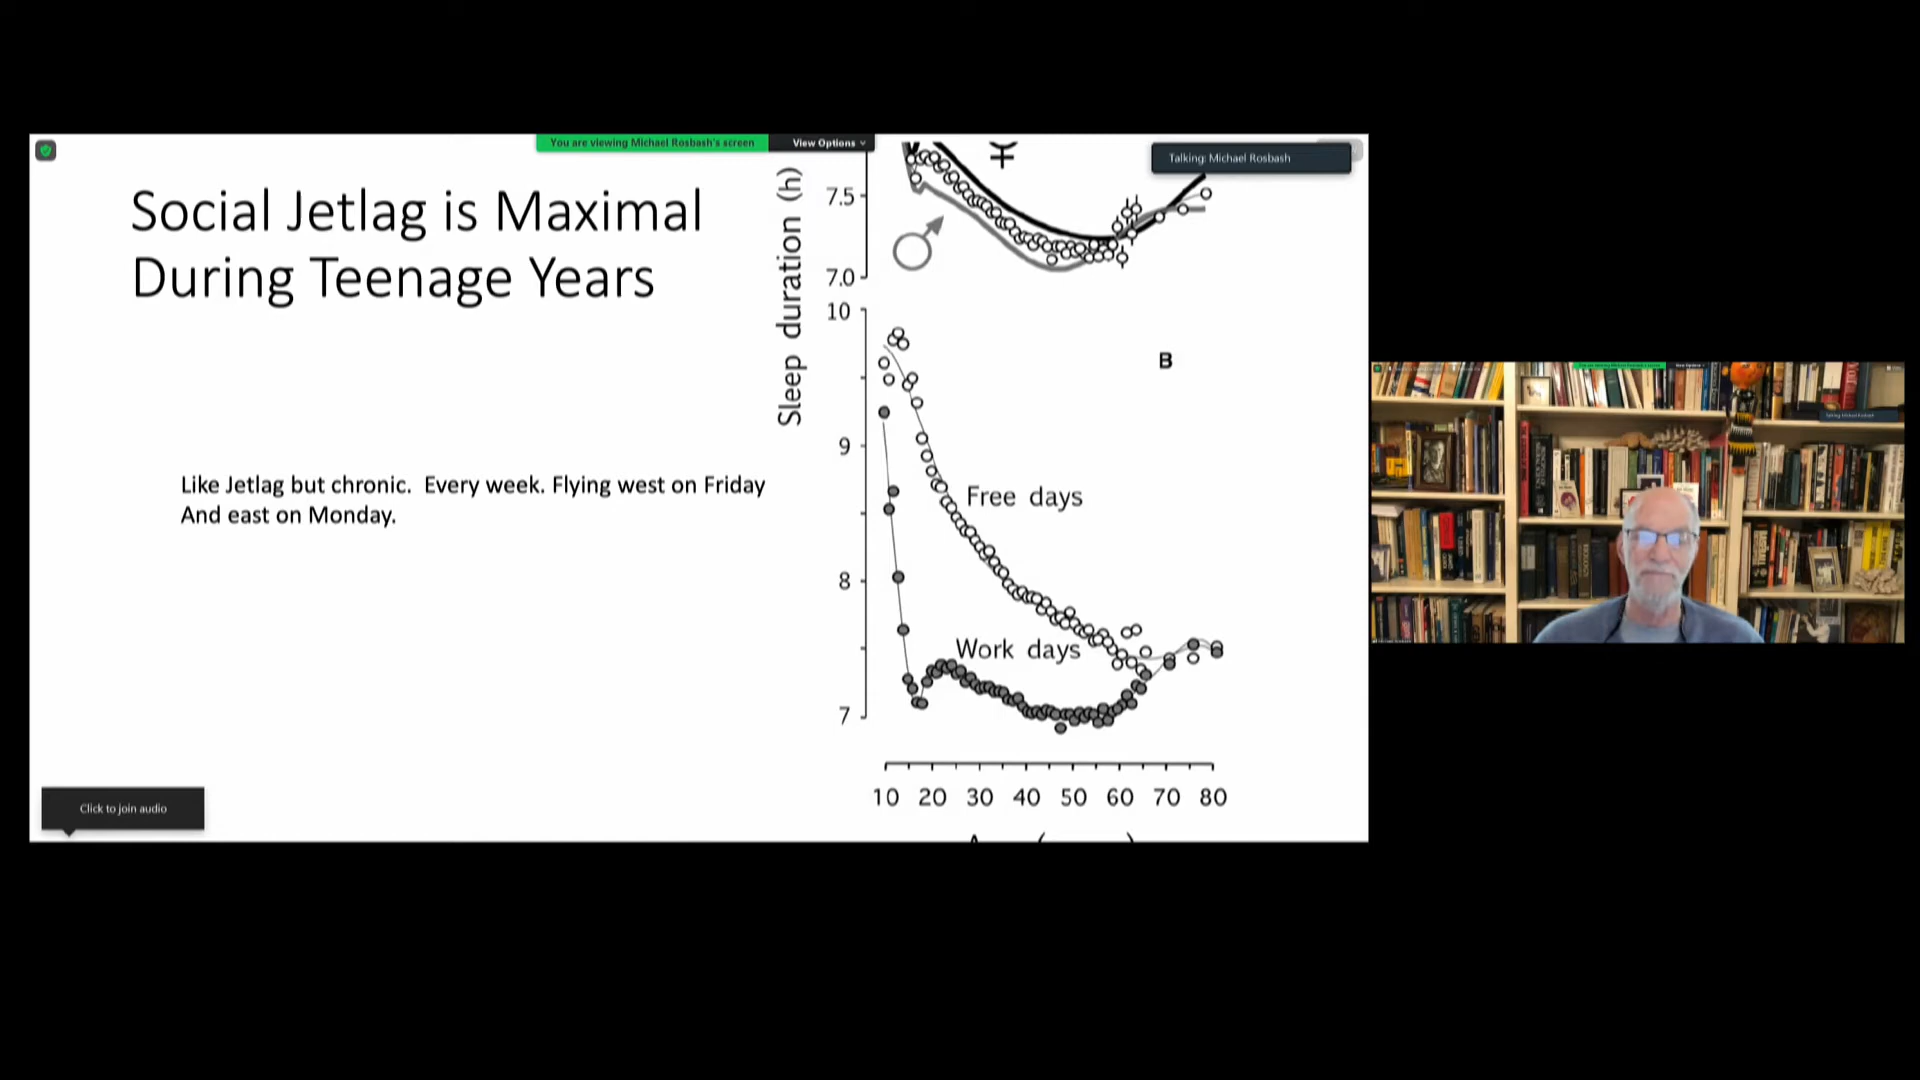 You are viewing Michael Rosbash's screen
View Options
Talking: Michael Rosbash
Social Jetlag is Maximal
During Teenage Years
Like Jetlag but chronic.  Every week. Flying west on Friday
And east on Monday.
Sleep duration (h)
7.5
7.0
10
9
8
7
B
Free days
Work days
10 20 30 40 50 60 70 80
Click to join audio